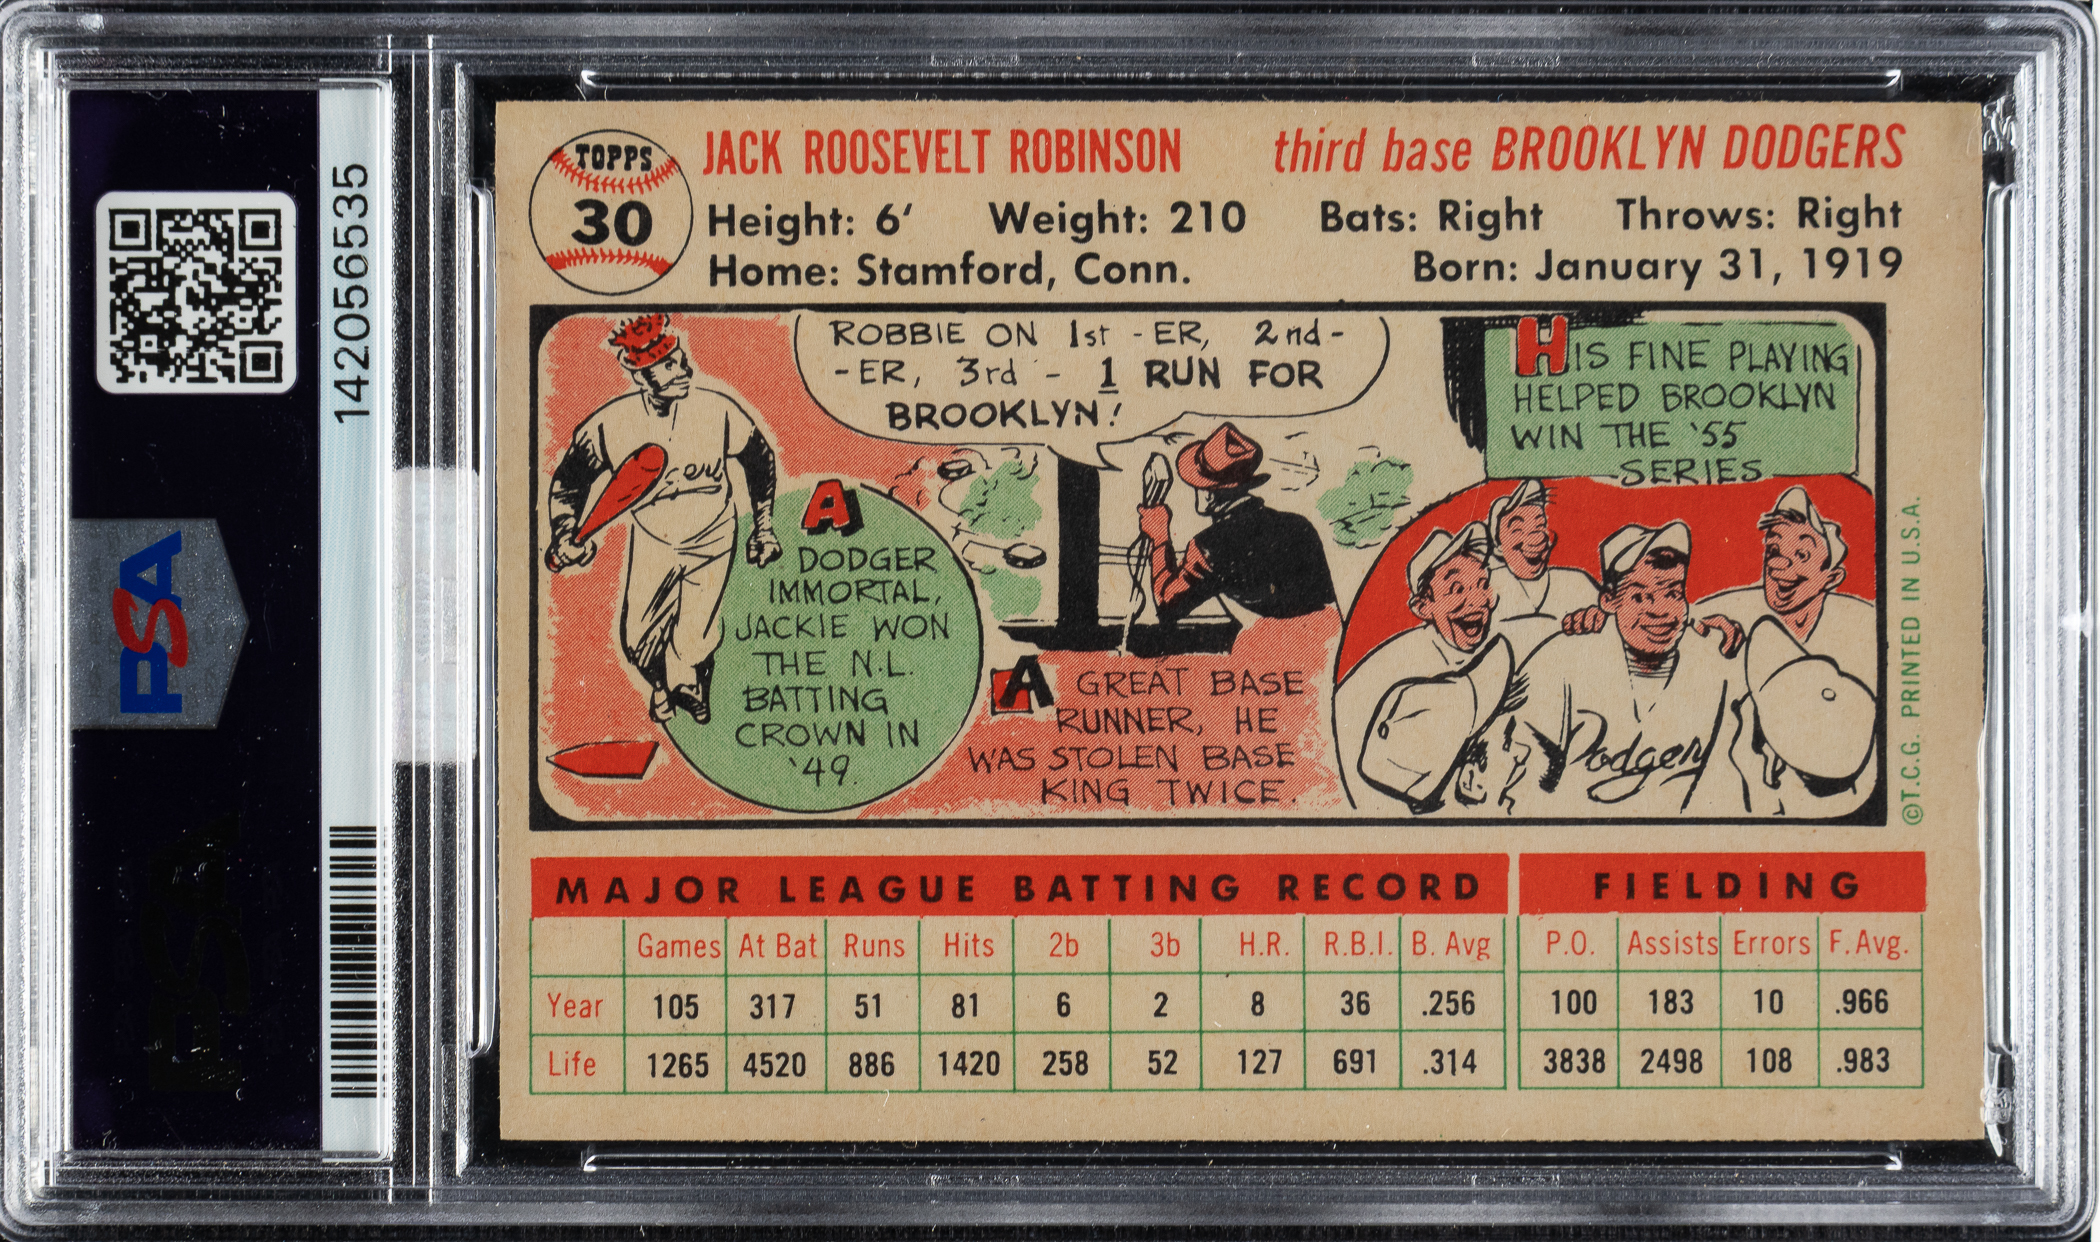 142056535
PSA
TOPPS
30
JACK ROOSEVELT ROBINSON third base BROOKLYN DODGERS
Height: 6' Weight: 210 Bats: Right Throws: Right
Home: Stamford, Conn. Born: January 31, 1919
ROBBIE ON 1st -ER, 2nd-
-ER, 3rd - 1 RUN FOR
BROOKLYN!
HIS FINE PLAYING
HELPED BROOKLYN
WIN THE '55
SERIES
A
DODGER
IMMORTAL,
JACKIE WON
THE N.L.
BATTING
CROWN IN
'49.
A GREAT BASE
RUNNER, HE
WAS STOLEN BASE
KING TWICE.
Dodgers
©T.C.G. PRINTED IN U.S.A.
MAJOR LEAGUE BATTING RECORD FIELDING
Games At Bat Runs Hits 2b 3b H.R. R.B.I. B. Avg P.O. Assists Errors F. Avg.
Year 105 317 51 81 6 2 8 36 .256 100 183 10 .966
Life 1265 4520 886 1420 258 52 127 691 .314 3838 2498 108 .983